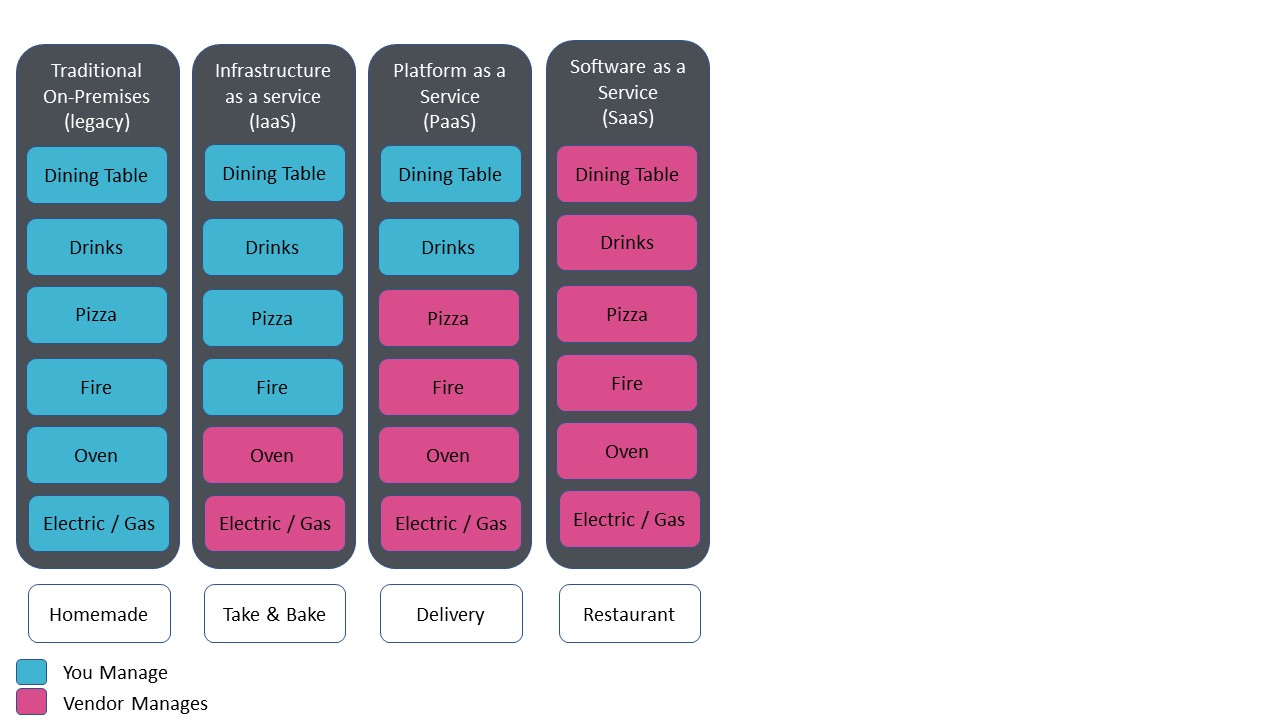 Traditional
On-Premises
(legacy)
Dining Table
Drinks
Pizza
Fire
Oven
Electric / Gas
Homemade
Infrastructure
as a service
(IaaS)
Dining Table
Drinks
Pizza
Fire
Oven
Electric / Gas
Take & Bake
Platform as a
Service
(PaaS)
Dining Table
Drinks
Pizza
Fire
Oven
Electric / Gas
Delivery
Software as a
Service
(SaaS)
Dining Table
Drinks
Pizza
Fire
Oven
Electric / Gas
Restaurant
You Manage
Vendor Manages